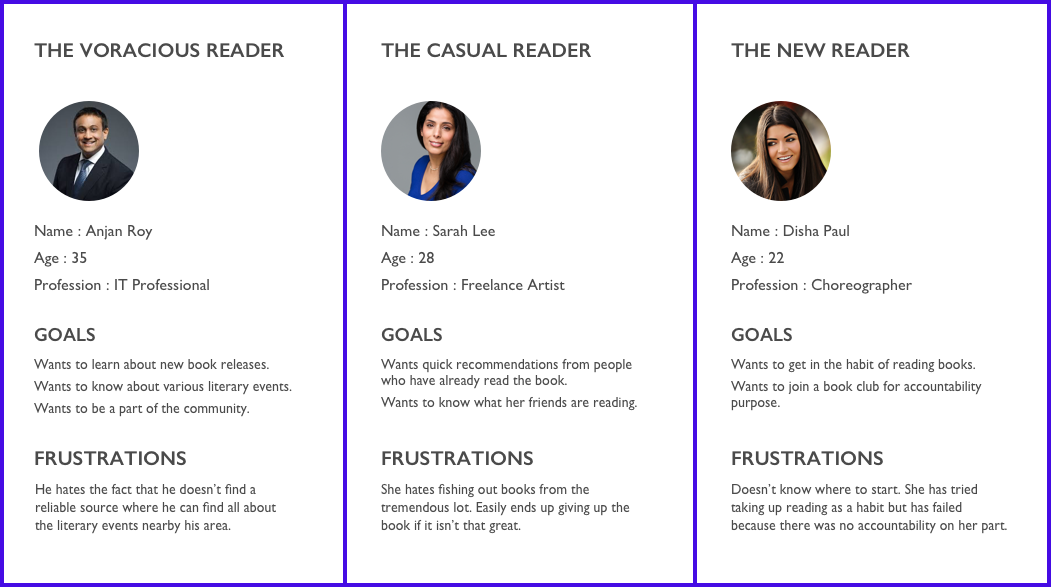 THE VORACIOUS READER
Name : Anjan Roy
Age : 35
Profession : IT Professional
GOALS
Wants to learn about new book releases.
Wants to know about various literary events.
Wants to be a part of the community.
FRUSTRATIONS
He hates the fact that he doesn't find a
reliable source where he can find all about
the literary events nearby his area.
THE CASUAL READER
Name : Sarah Lee
Age : 28
Profession : Freelance Artist
GOALS
Wants quick recommendations from people
who have already read the book.
Wants to know what her friends are reading.
FRUSTRATIONS
She hates fishing out books from the
tremendous lot. Easily ends up giving up the
book if it isn't that great.
THE NEW READER
Name : Disha Paul
Age : 22
Profession : Choreographer
GOALS
Wants to get in the habit of reading books.
Wants to join a book club for accountability
purpose.
FRUSTRATIONS
Doesn't know where to start. She has tried
taking up reading as a habit but has failed
because there was no accountability on her part.